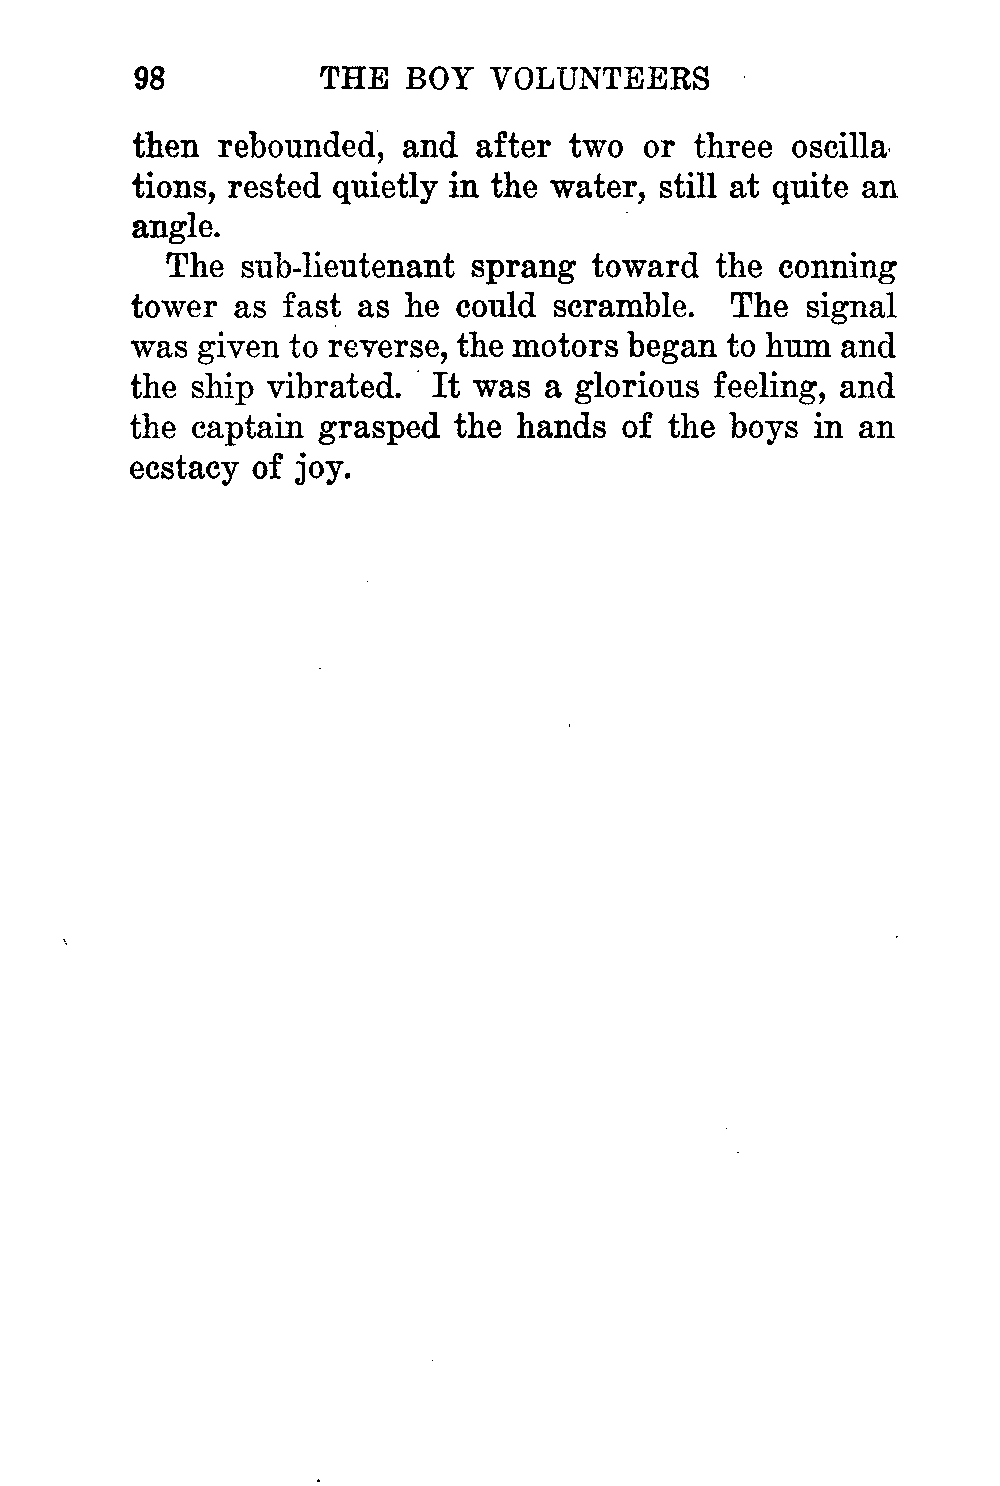 98 THE BOY VOLUNTEERS
then rebounded, and after two or three oscilla-
tions, rested quietly in the water, still at quite an
angle.
The sub-lieutenant sprang toward the conning
tower as fast as he could scramble. The signal
was given to reverse, the motors began to hum and
the ship vibrated. It was a glorious feeling, and
the captain grasped the hands of the boys in an
ecstacy of joy.